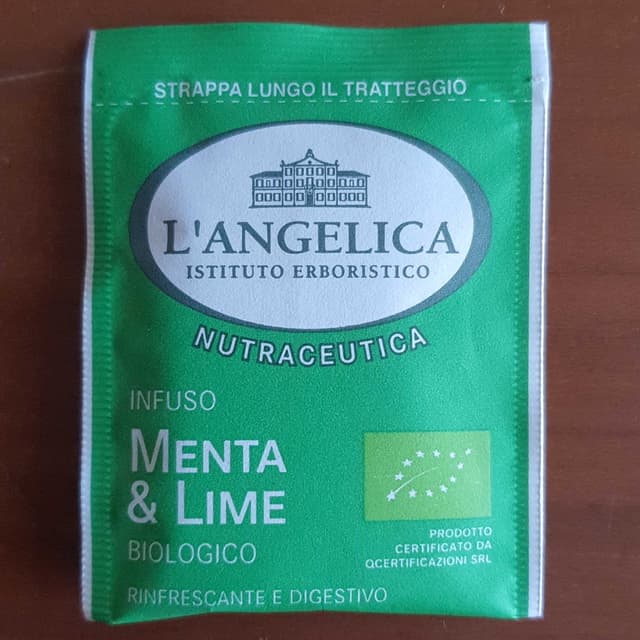 STRAPPA LUNGO IL TRATTEGGIO
L'ANGELICA
ISTITUTO ERBORISTICO
NUTRACEUTICA
INFUSO
MENTA
& LIME
BIOLOGICO
RINFRESCANTE E DIGESTIVO
PRODOTTO
CERTIFICATO DA
QCERTIFICAZIONI SRL